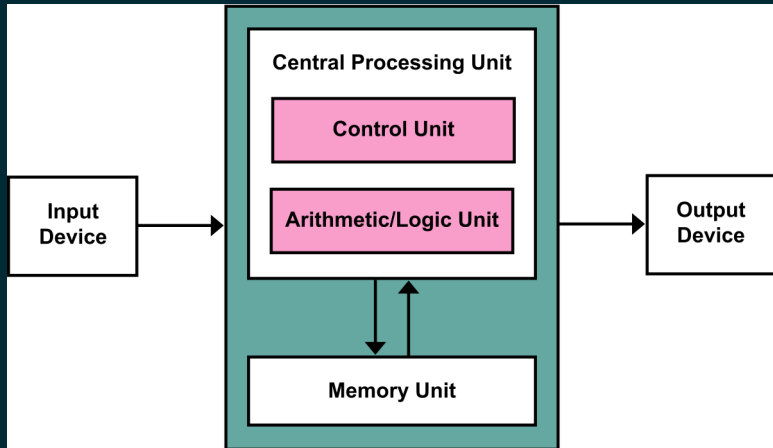 Central Processing Unit
Control Unit
Arithmetic/Logic Unit
Input
Device
Output
Device
Memory Unit